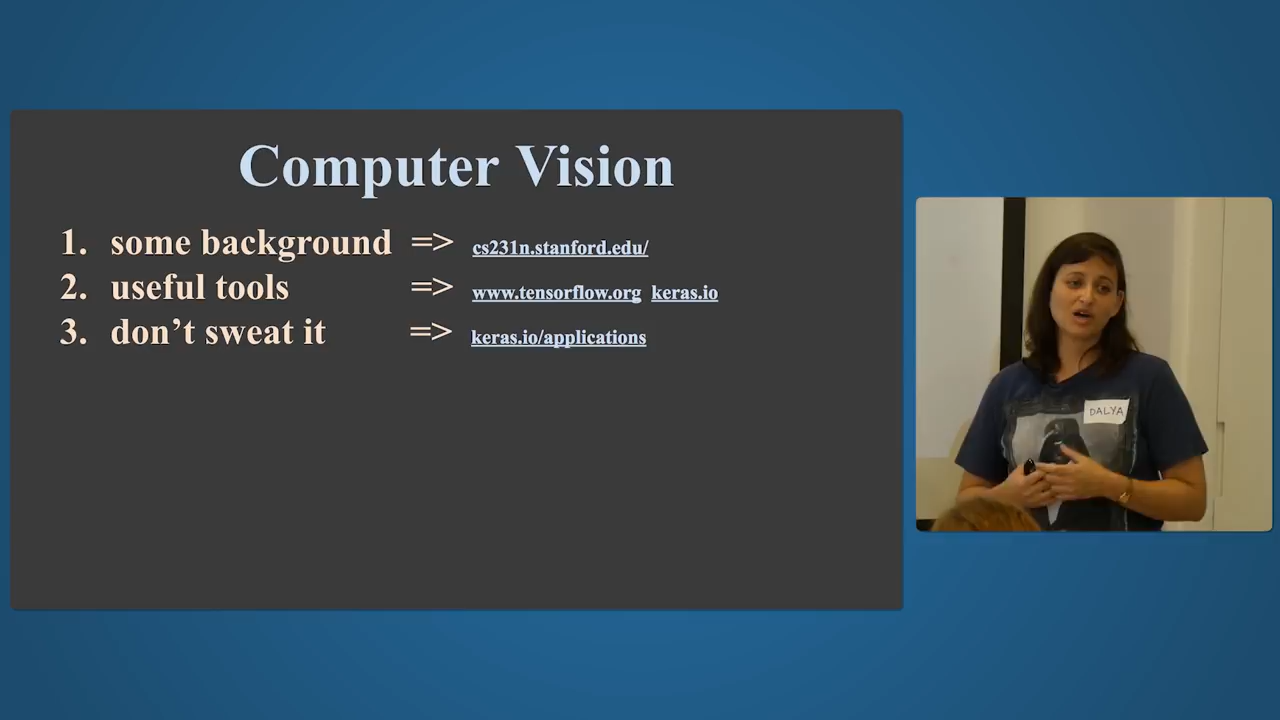 Computer Vision
1. some background => cs231n.stanford.edu/
2. useful tools => www.tensorflow.org keras.io
3. don't sweat it => keras.io/applications
DALYA